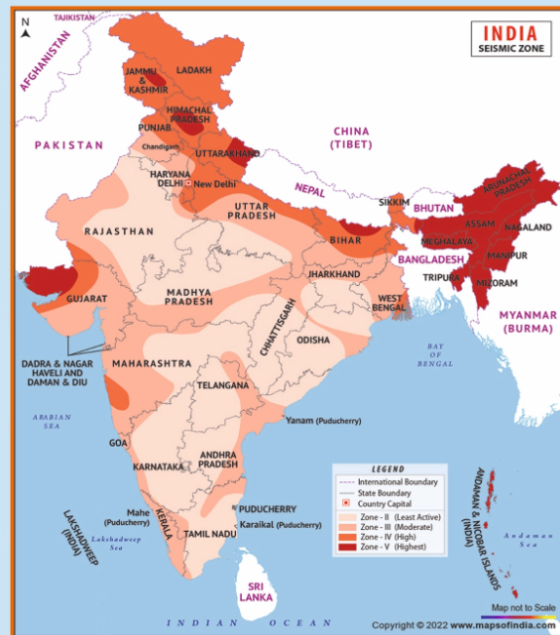 N
INDIA
SEISMIC ZONE
TAJIKISTAN
AFGHANISTAN
PAKISTAN
JAMMU
&
KASHMIR
LADAKH
HIMACHAL
PRADESH
PUNJAB
Chandigarh
UTTARAKHAND
CHINA
(TIBET)
HARYANA
DELHI
New Delhi
NEPAL
UTTAR
PRADESH
SIKKIM
BHUTAN
ARUNACHAL
PRADESH
ASSAM
NAGALAND
MEGHALAYA
MANIPUR
BANGLADESH
TRIPURA
MIZORAM
MYANMAR
(BURMA)
RAJASTHAN
BIHAR
JHARKHAND
WEST
BENGAL
GUJARAT
MADHYA
PRADESH
CHHATTISGARH
ODISHA
DADRA & NAGAR
HAVELI AND
DAMAN & DIU
MAHARASHTRA
TELANGANA
BAY
OF
BENGAL
ARABIAN
SEA
Yanam (Puducherry)
GOA
ANDHRA
PRADESH
KARNATAKA
LEGEND
International Boundary
State Boundary
Country Capital
Zone - II (Least Active)
Zone - III (Moderate)
Zone - IV (High)
Zone - V (Highest)
Mahe
(Puducherry)
PUDUCHERRY
Karaikal (Puducherry)
KERALA
TAMIL NADU
LAKSHADWEEP
(INDIA)
Lakshadweep
Sea
ANDAMAN &
NICOBAR ISLANDS
(INDIA)
Andaman
Sea
SRI
LANKA
INDIAN OCEAN
Map not to Scale
Copyright © 2022 www.mapsofindia.com